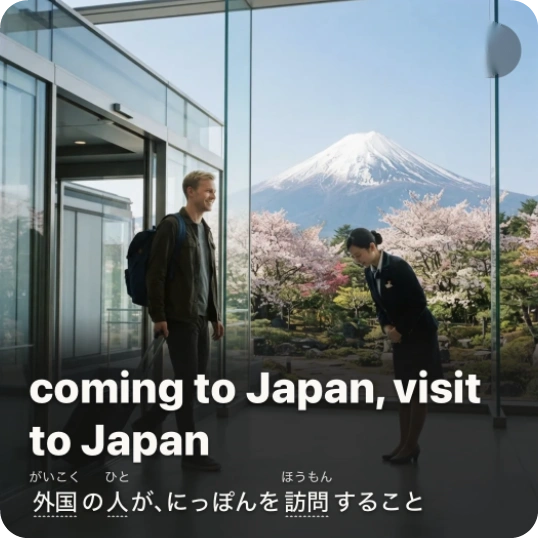 coming to Japan, visit
to Japan
がいこく ひと ほうもん
外国の人が、にっぽんを訪問すること